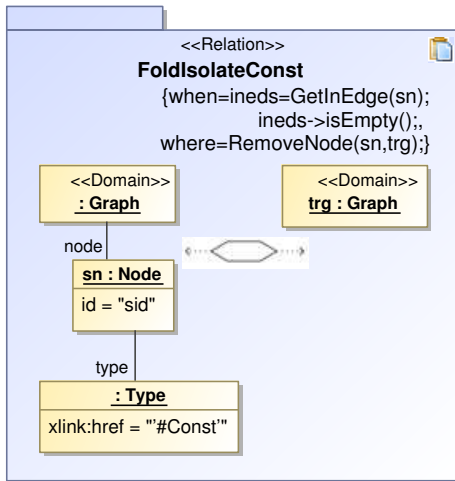 <<Relation>>
FoldIsolateConst
{when=ineds=GetInEdge(sn);
ineds->isEmpty();,
where=RemoveNode(sn,trg);}
<<Domain>>
: Graph
<<Domain>>
trg : Graph
node
sn : Node
id = "sid"
type
: Type
xlink:href = "'#Const'"